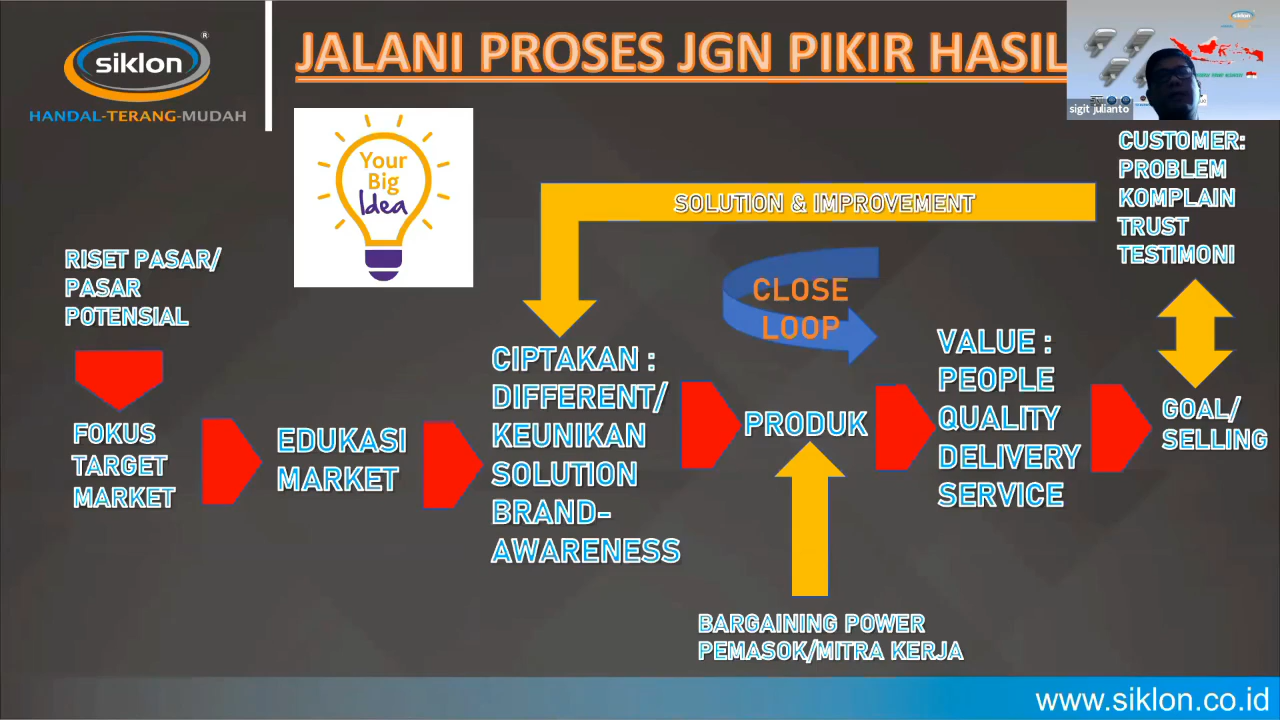 siklon
®
HANDAL-TERANG-MUDAH
JALANI PROSES JGN PIKIR HASIL
sigit julianto
Your
Big
Idea
CUSTOMER:
PROBLEM
KOMPLAIN
TRUST
TESTIMONI
SOLUTION & IMPROVEMENT
RISET PASAR/
PASAR
POTENSIAL
CLOSE
LOOP
FOKUS
TARGET
MARKET
EDUKASI
MARKET
CIPTAKAN :
DIFFERENT/
KEUNIKAN
SOLUTION
BRAND-
AWARENESS
PRODUK
VALUE :
PEOPLE
QUALITY
DELIVERY
SERVICE
GOAL/
SELLING
BARGAINING POWER
PEMASOK/MITRA KERJA
www.siklon.co.id